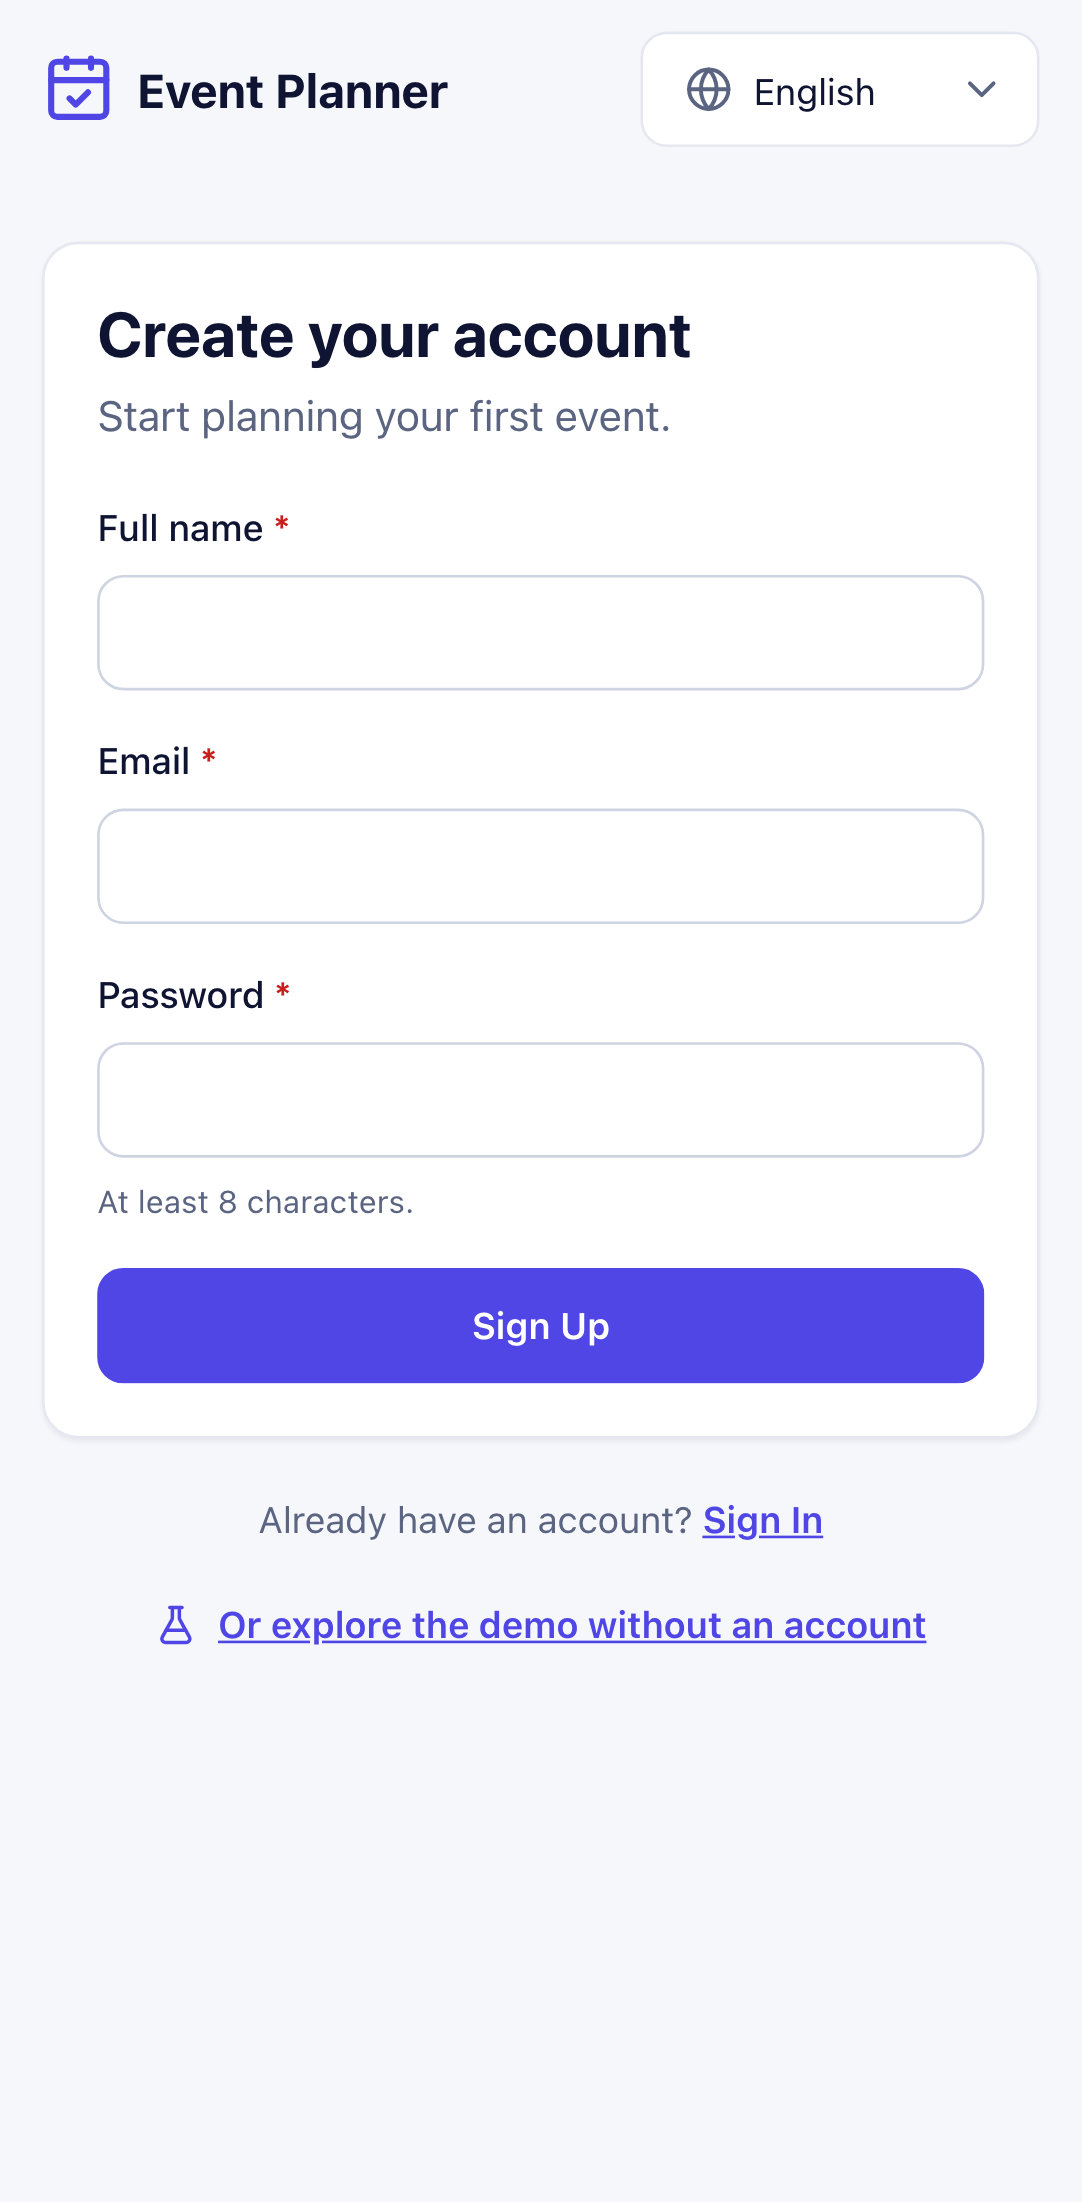 Event Planner
English
Create your account
Start planning your first event.
Full name *
Email *
Password *
At least 8 characters.
Sign Up
Already have an account? Sign In
Or explore the demo without an account